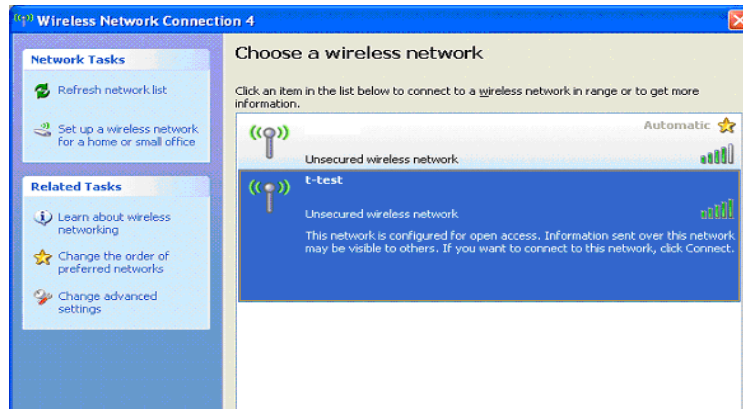 Wireless Network Connection 4
Network Tasks
Refresh network list
Set up a wireless network
for a home or small office
Related Tasks
Learn about wireless
networking
Change the order of
preferred networks
Change advanced
settings
Choose a wireless network
Click an item in the list below to connect to a wireless network in range or to get more
information.
Automatic
Unsecured wireless network
t-test
Unsecured wireless network
This network is configured for open access. Information sent over this network
may be visible to others. If you want to connect to this network, click Connect.